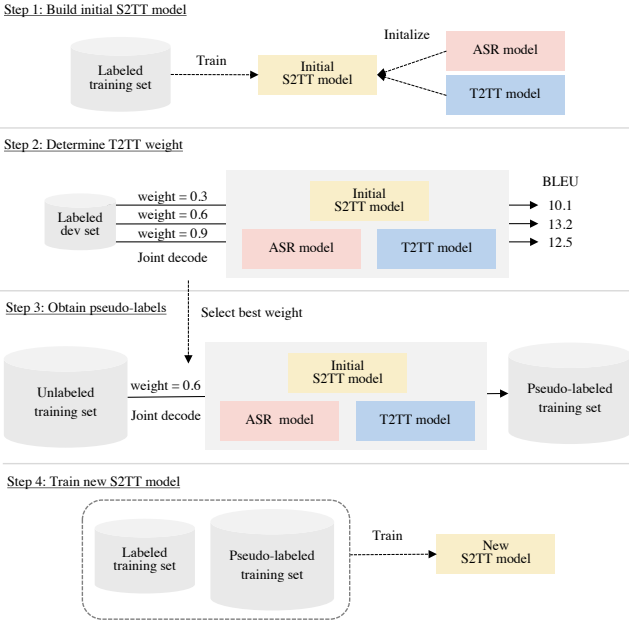 Step 1: Build initial S2TT model
Labeled
training set
Train
Initial
S2TT model
Initalize
ASR model
T2TT model
Step 2: Determine T2TT weight
Labeled
dev set
weight = 0.3
weight = 0.6
weight = 0.9
Joint decode
Initial
S2TT model
ASR model
T2TT model
BLEU
10.1
13.2
12.5
Select best weight
Step 3: Obtain pseudo-labels
Unlabeled
training set
weight = 0.6
Joint decode
Initial
S2TT model
ASR model
T2TT model
Pseudo-labeled
training set
Step 4: Train new S2TT model
Labeled
training set
Pseudo-labeled
training set
Train
New
S2TT model